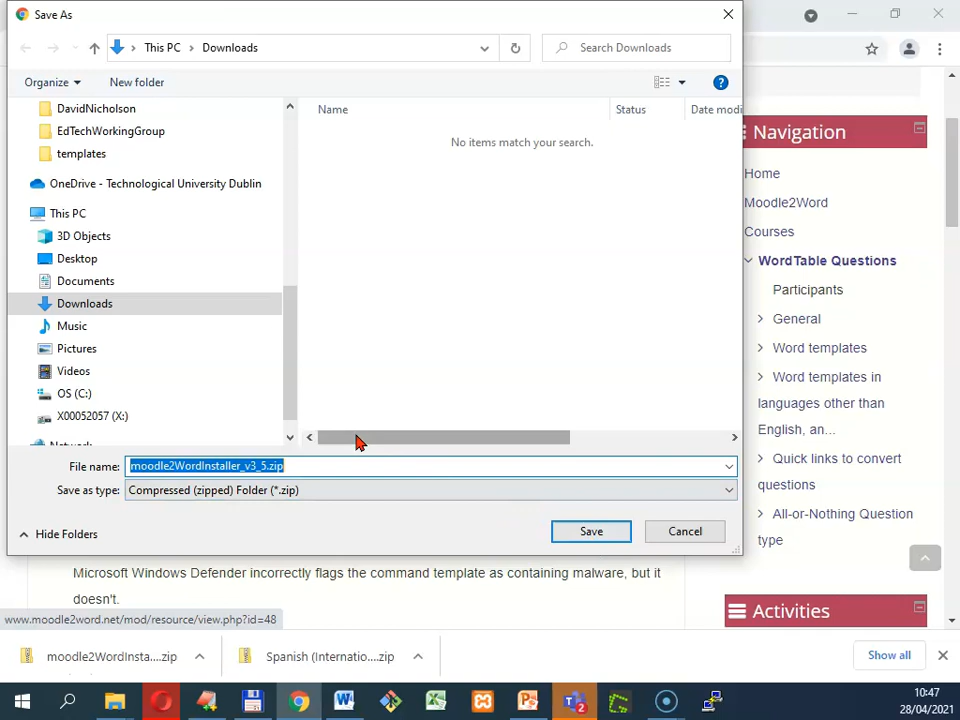 Save As
This PC
Downloads
Search Downloads
Organize
New folder
?
DavidNicholson
EdTechWorkingGroup
templates
OneDrive - Technological University Dublin
This PC
3D Objects
Desktop
Documents
Downloads
Music
Pictures
Videos
OS (C:)
X00052057 (X:)
Network
Name
Status
Date modi
No items match your search.
File name:
moodle2WordInstaller_v3_5.zip
Save as type:
Compressed (zipped) Folder (*.zip)
Hide Folders
Save
Cancel
Navigation
Home
Moodle2Word
Courses
WordTable Questions
Participants
General
Word templates
Word templates in
languages other than
English, an...
Quick links to convert
questions
All-or-Nothing Question
type
Activities
Microsoft Windows Defender incorrectly flags the command template as containing malware, but it
doesn't.
www.moodle2word.net/mod/resource/view.php?id=48
moodle2WordInsta....zip
Spanish (Internatio....zip
Show all
10:47
28/04/2021